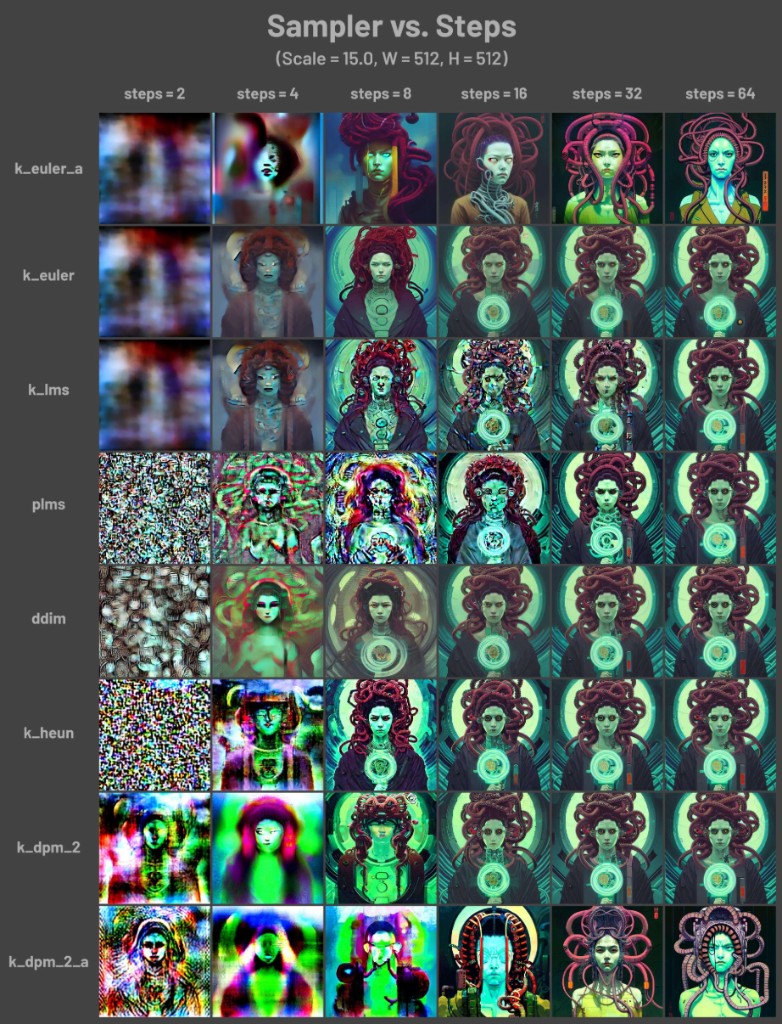 Sampler vs. Steps
(Scale = 15.0, W = 512, H = 512)
steps = 2 steps = 4 steps = 8 steps = 16 steps = 32 steps = 64
k_euler_a
k_euler
k_lms
plms
ddim
k_heun
k_dpm_2
k_dpm_2_a